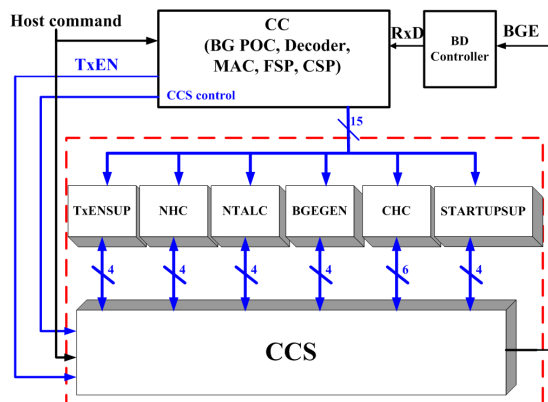 Host command
CC
(BG POC, Decoder,
MAC, FSP, CSP)
TxEN
CCS control
RxD
BD
Controller
BGE
15
TxENSUP
NHC
NTALC
BGEGEN
CHC
STARTUPSUP
4
4
4
4
6
4
CCS